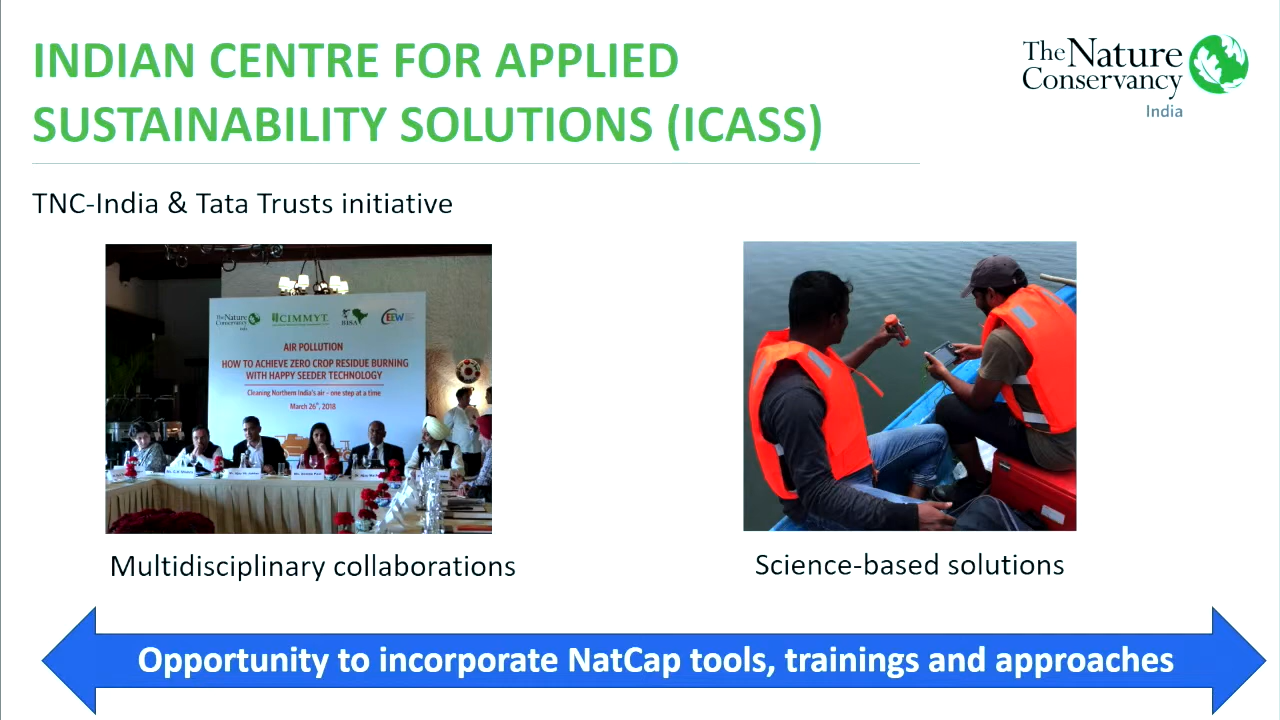 INDIAN CENTRE FOR APPLIED
SUSTAINABILITY SOLUTIONS (ICASS)
The Nature
Conservancy
India
TNC-India & Tata Trusts initiative
The Nature
Conservancy
India
CIMMYT
AIR POLLUTION
HOW TO ACHIEVE ZERO CROP RESIDUE BURNING
WITH HAPPY SEEDER TECHNOLOGY
Cleaning Northern India's air - one step at a time
March 26th, 2018
Multidisciplinary collaborations
Science-based solutions
Opportunity to incorporate NatCap tools, trainings and approaches